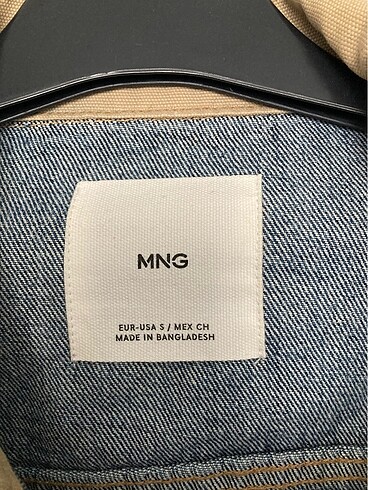 MNG
EUR-USA S / MEX CH
MADE IN BANGLADESH